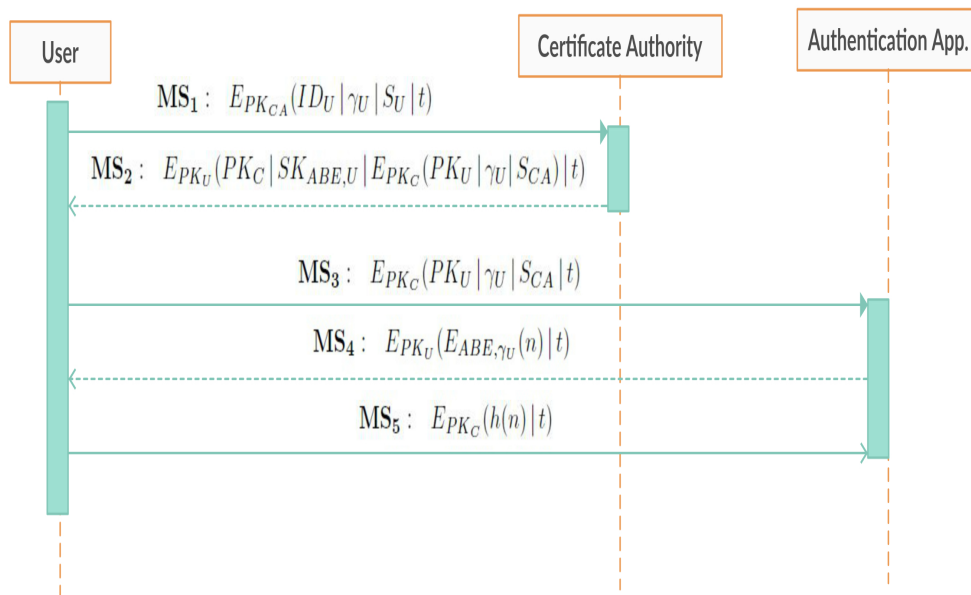 User
Certificate Authority
Authentication App.
MS₁ : E_{PK_{CA}}(ID_U | γ_U | S_U | t)
MS₂ : E_{PK_U}(PK_C | SK_{ABE,U} | E_{PK_C}(PK_U | γ_U | S_{CA}) | t)
MS₃ : E_{PK_C}(PK_U | γ_U | S_{CA} | t)
MS₄ : E_{PK_U}(E_{ABE,γ_U}(n) | t)
MS₅ : E_{PK_C}(h(n) | t)